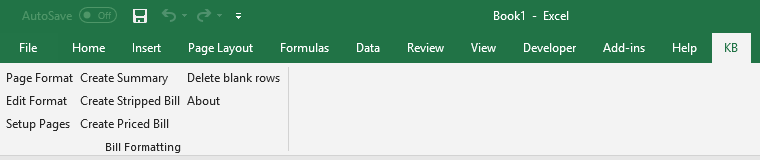 AutoSave Off Book1 - Excel
File Home Insert Page Layout Formulas Data Review View Developer Add-ins Help KB
Page Format Create Summary Delete blank rows
Edit Format Create Stripped Bill About
Setup Pages Create Priced Bill
Bill Formatting